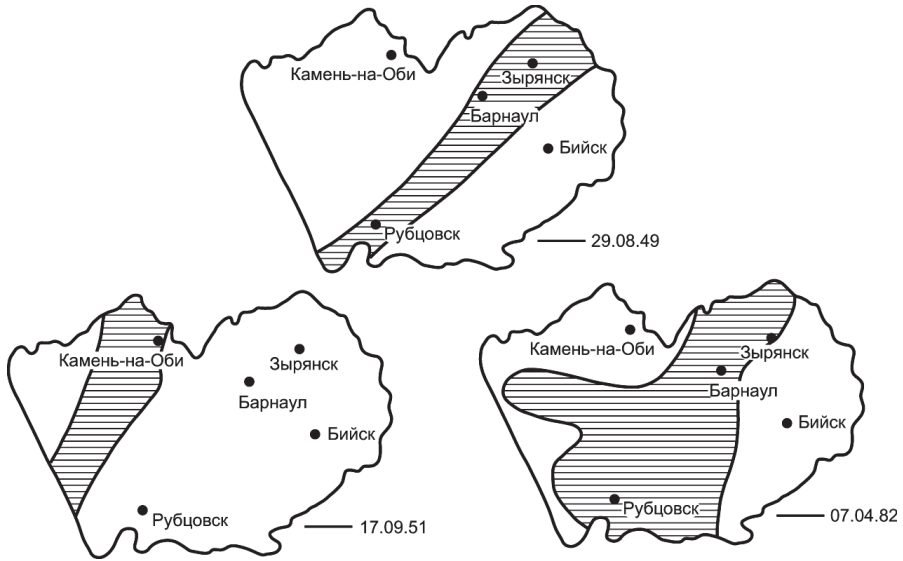 Камень-на-Оби
Зырянск
Барнаул
Бийск
Рубцовск
29.08.49
Камень-на-Оби
Зырянск
Барнаул
Бийск
Рубцовск
17.09.51
Камень-на-Оби
Зырянск
Барнаул
Бийск
Рубцовск
07.04.82